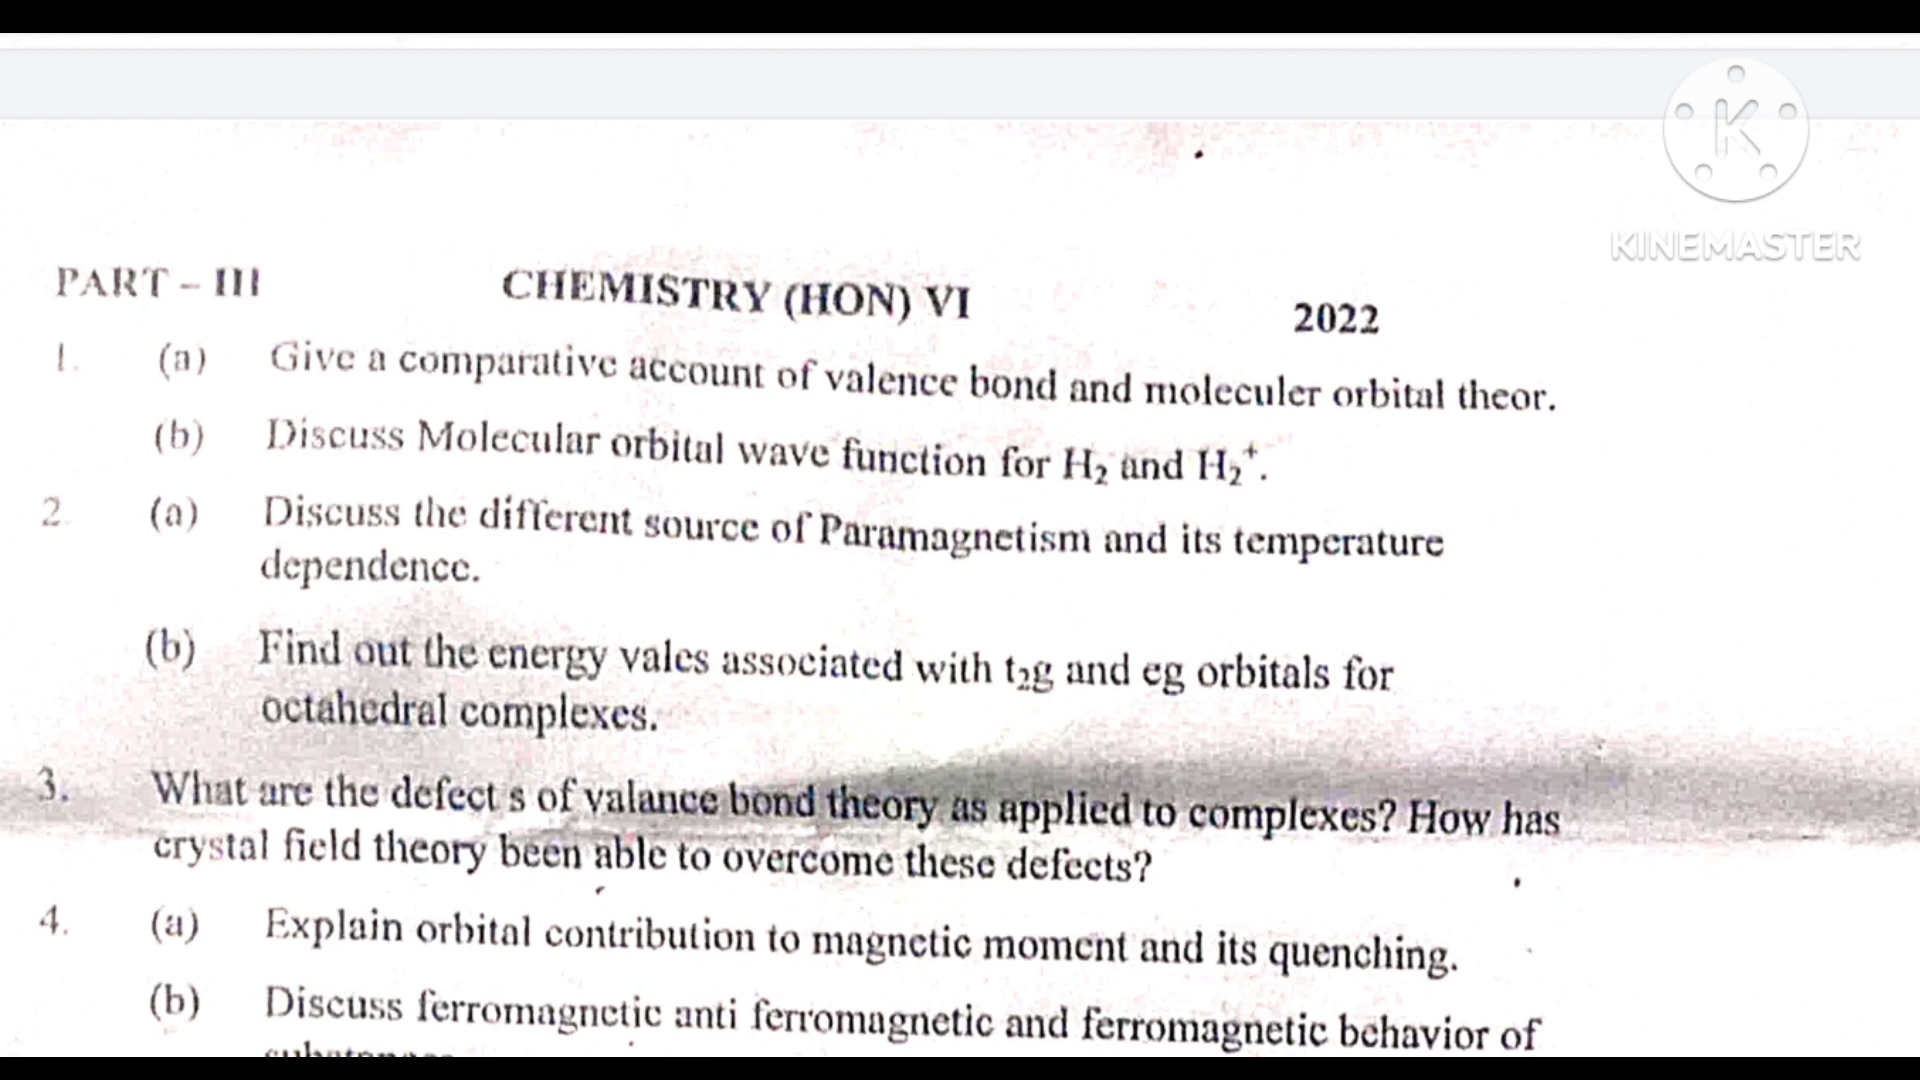 KINEMASTER
PART – III CHEMISTRY (HON) VI 2022
1. (a) Give a comparative account of valence bond and moleculer orbital theor.
(b) Discuss Molecular orbital wave function for H₂ and H₂⁺.
2. (a) Discuss the different source of Paramagnetism and its temperature
dependence.
(b) Find out the energy vales associated with t₂g and eg orbitals for
octahedral complexes.
3. What are the defect s of valance bond theory as applied to complexes? How has
crystal field theory been able to overcome these defects?
4. (a) Explain orbital contribution to magnetic moment and its quenching.
(b) Discuss ferromagnetic anti ferromagnetic and ferromagnetic behavior of